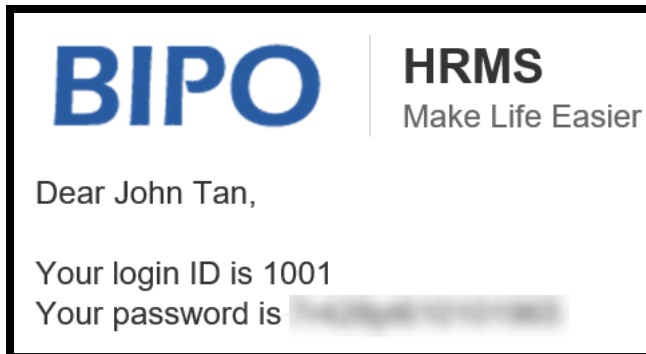 BIPO
HRMS
Make Life Easier
Dear John Tan,
Your login ID is 1001
Your password is